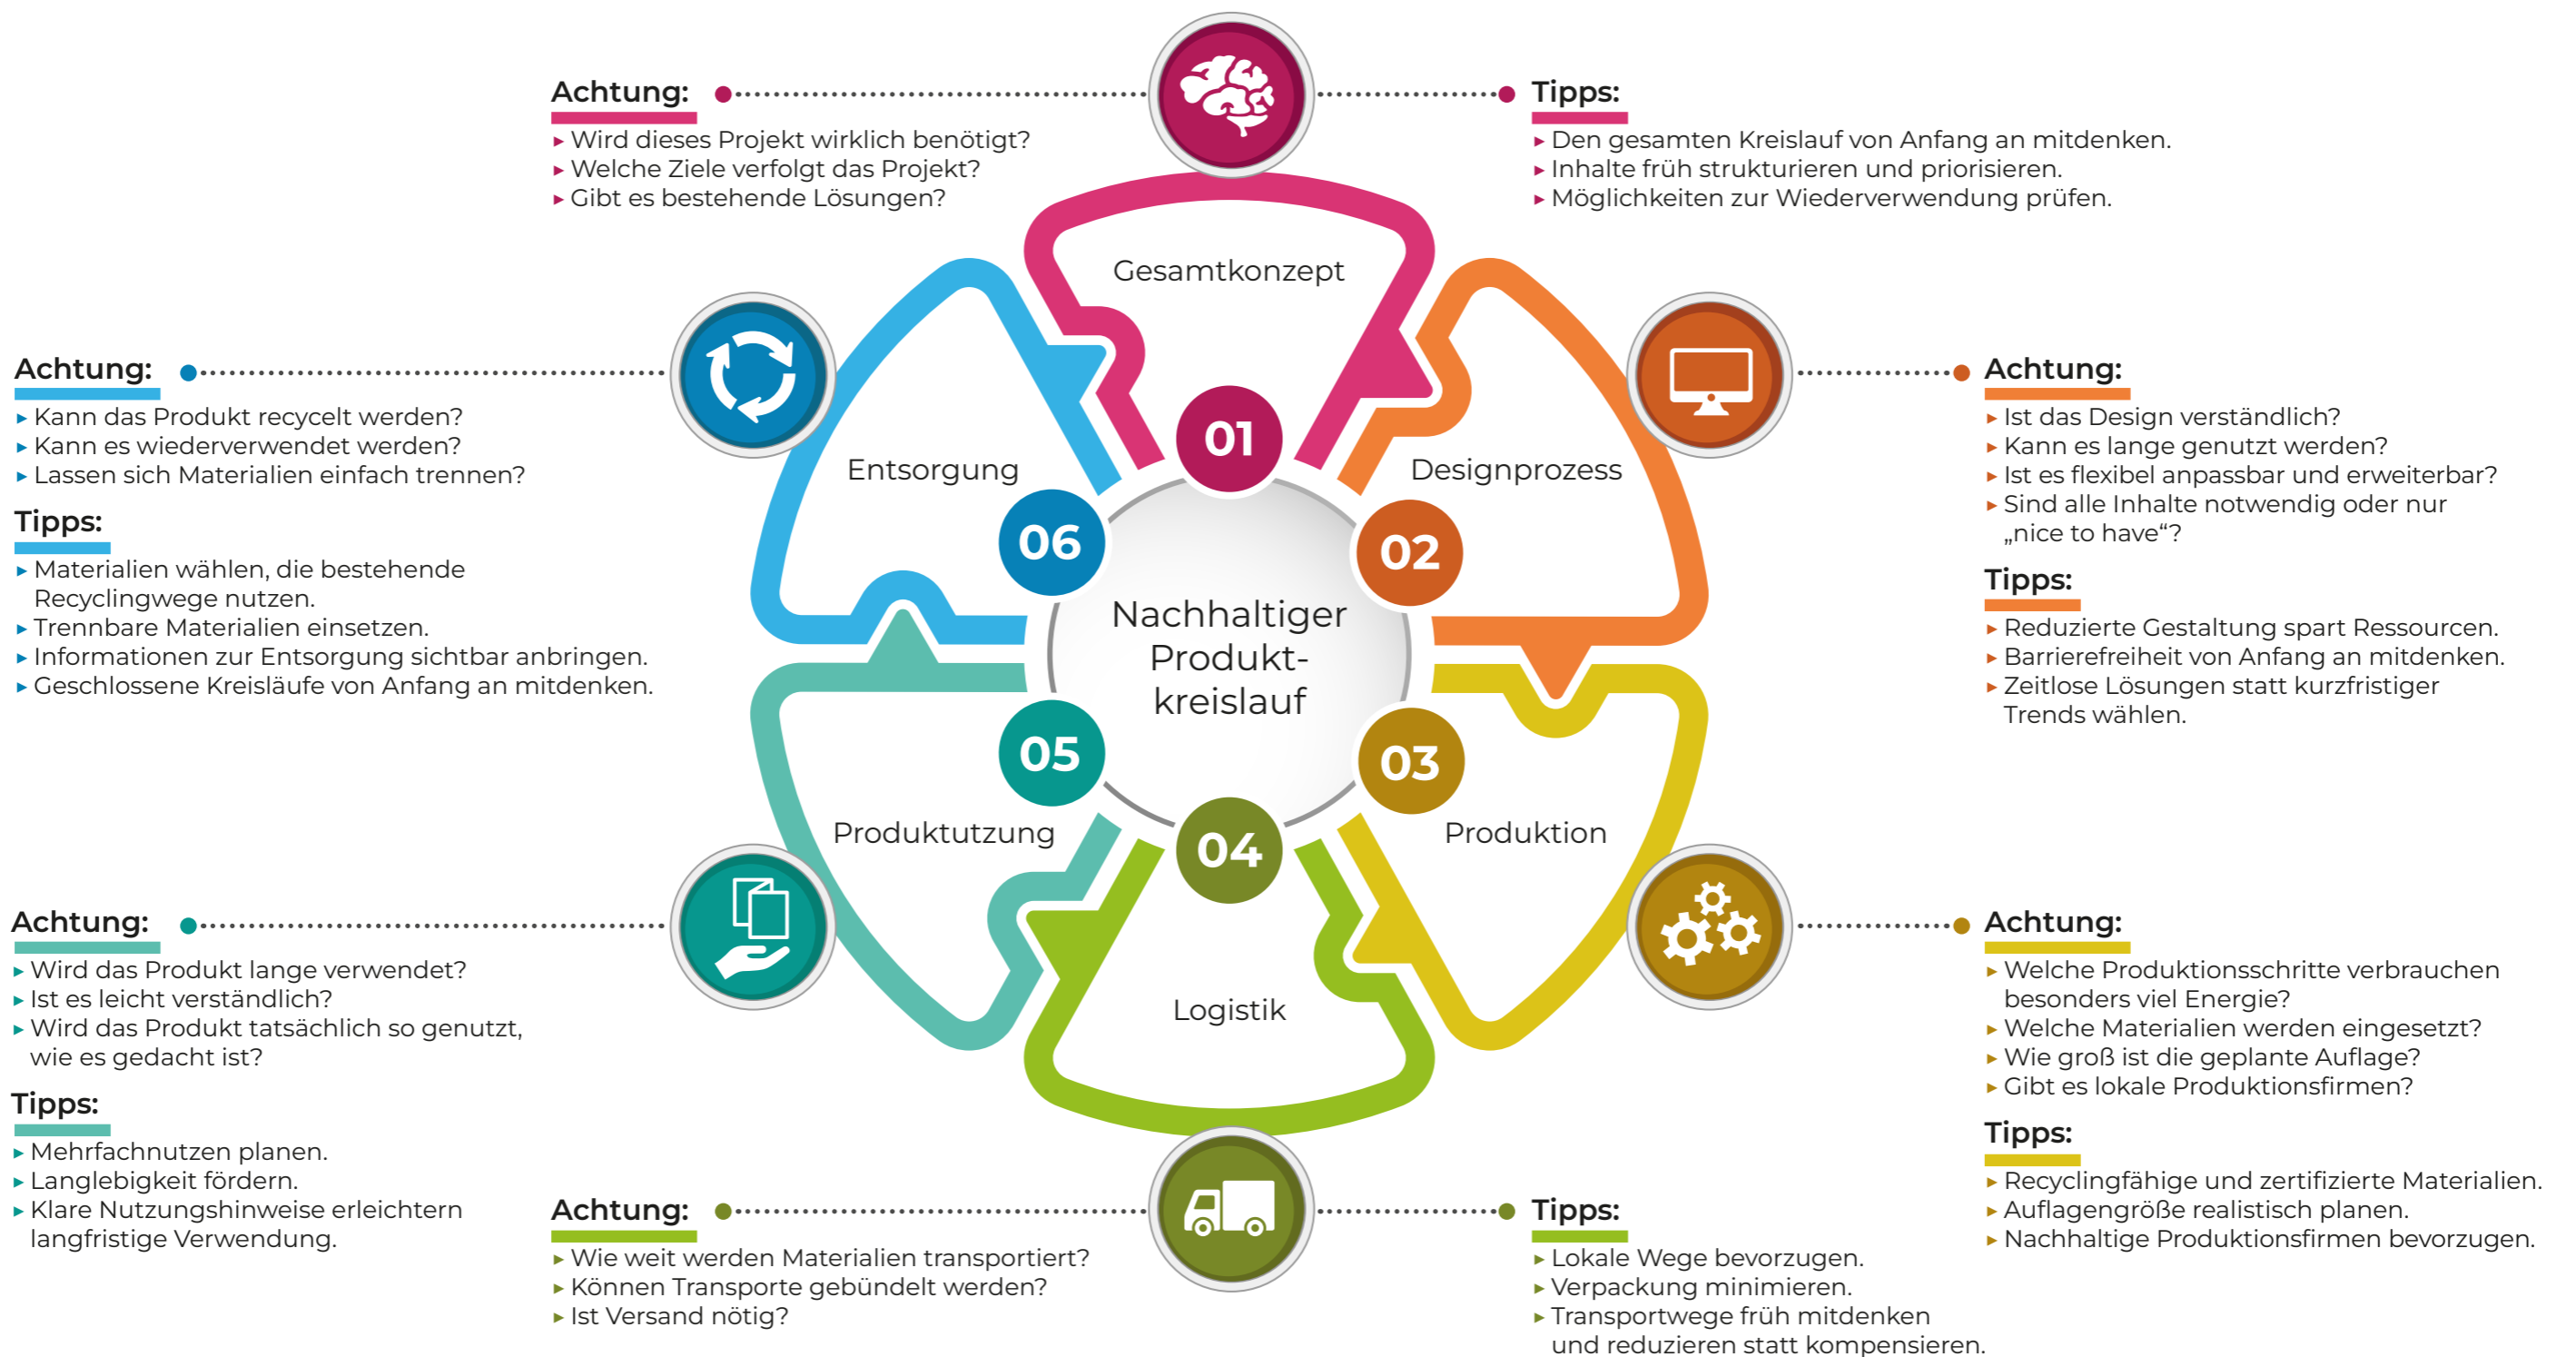 Achtung:
▸ Wird dieses Projekt wirklich benötigt?
▸ Welche Ziele verfolgt das Projekt?
▸ Gibt es bestehende Lösungen?
Tipps:
▸ Den gesamten Kreislauf von Anfang an mitdenken.
▸ Inhalte früh strukturieren und priorisieren.
▸ Möglichkeiten zur Wiederverwendung prüfen.
Gesamtkonzept
01
Designprozess
02
Achtung:
▸ Ist das Design verständlich?
▸ Kann es lange genutzt werden?
▸ Ist es flexibel anpassbar und erweiterbar?
▸ Sind alle Inhalte notwendig oder nur
„nice to have“?
Tipps:
▸ Reduzierte Gestaltung spart Ressourcen.
▸ Barrierefreiheit von Anfang an mitdenken.
▸ Zeitlose Lösungen statt kurzfristiger
Trends wählen.
03
Produktion
Achtung:
▸ Welche Produktionsschritte verbrauchen
besonders viel Energie?
▸ Welche Materialien werden eingesetzt?
▸ Wie groß ist die geplante Auflage?
▸ Gibt es lokale Produktionsfirmen?
Tipps:
▸ Recyclingfähige und zertifizierte Materialien.
▸ Auflagengröße realistisch planen.
▸ Nachhaltige Produktionsfirmen bevorzugen.
04
Logistik
Achtung:
▸ Wie weit werden Materialien transportiert?
▸ Können Transporte gebündelt werden?
▸ Ist Versand nötig?
Tipps:
▸ Lokale Wege bevorzugen.
▸ Verpackung minimieren.
▸ Transportwege früh mitdenken
und reduzieren statt kompensieren.
05
Produktutzung
Achtung:
▸ Wird das Produkt lange verwendet?
▸ Ist es leicht verständlich?
▸ Wird das Produkt tatsächlich so genutzt,
wie es gedacht ist?
Tipps:
▸ Mehrfachnutzen planen.
▸ Langlebigkeit fördern.
▸ Klare Nutzungshinweise erleichtern
langfristige Verwendung.
Entsorgung
06
Achtung:
▸ Kann das Produkt recycelt werden?
▸ Kann es wiederverwendet werden?
▸ Lassen sich Materialien einfach trennen?
Tipps:
▸ Materialien wählen, die bestehende
Recyclingwege nutzen.
▸ Trennbare Materialien einsetzen.
▸ Informationen zur Entsorgung sichtbar anbringen.
▸ Geschlossene Kreisläufe von Anfang an mitdenken.
Nachhaltiger
Produkt-
kreislauf